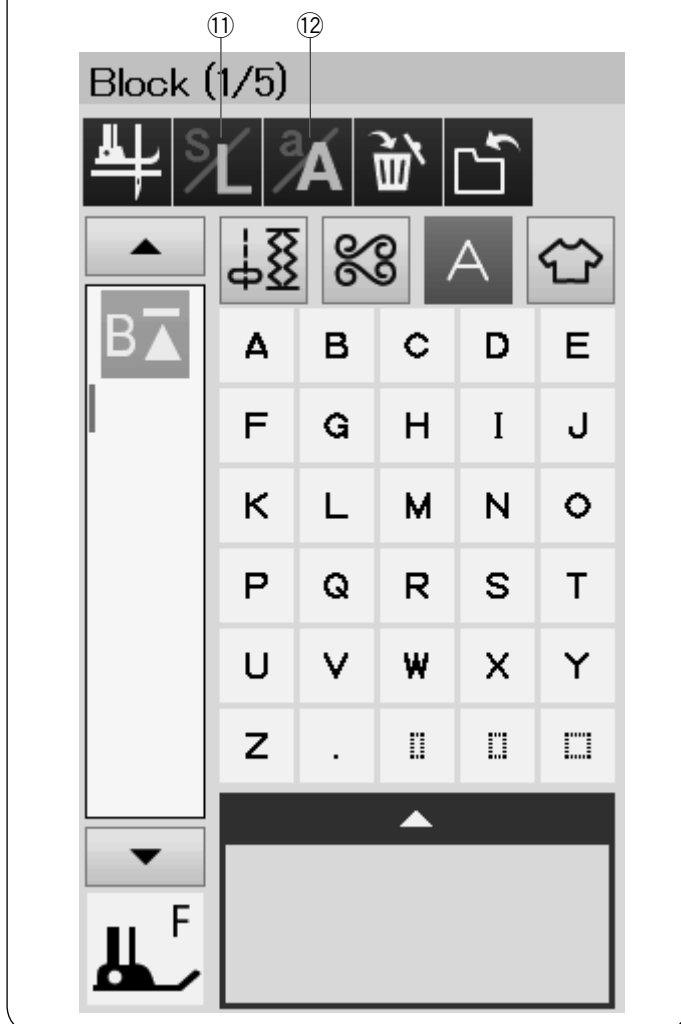 ⑪ ⑫
Block (1/5)
S/L a/A
A
B
A B C D E
F G H I J
K L M N O
P Q R S T
U V W X Y
Z .
F